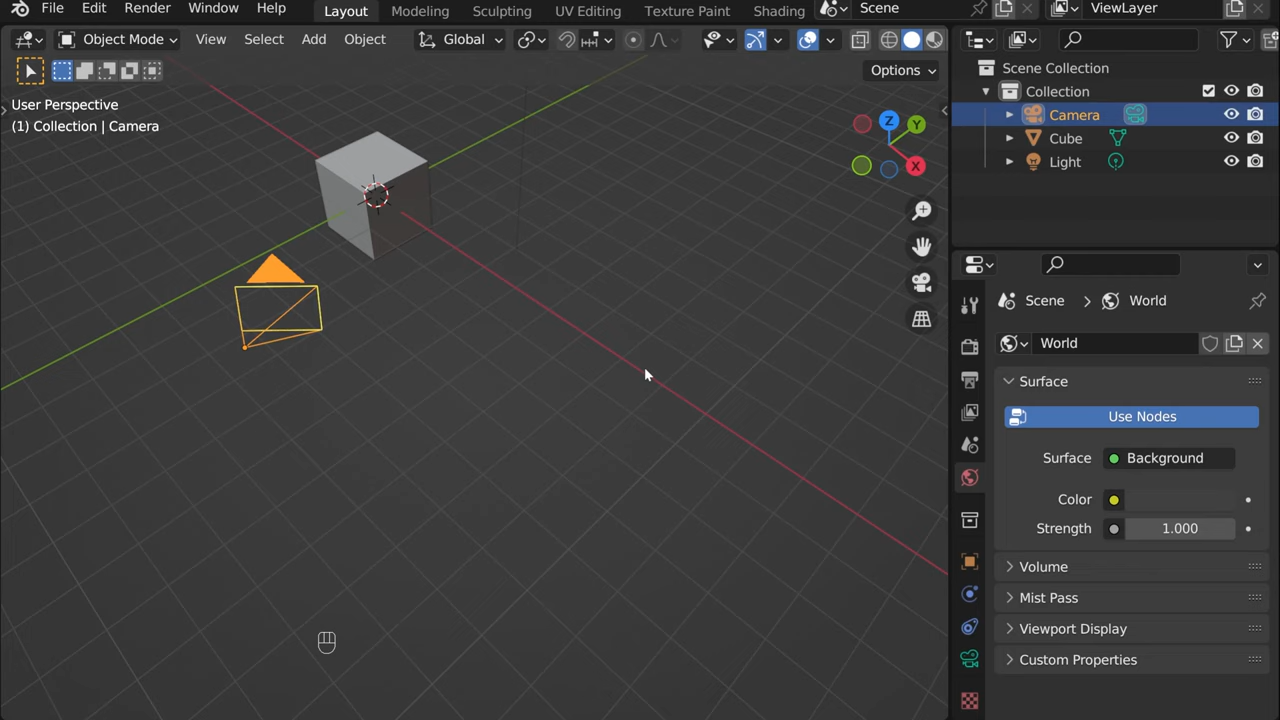 File Edit Render Window Help Layout Modeling Sculpting UV Editing Texture Paint Shading Scene ViewLayer
Object Mode View Select Add Object Global
Options
User Perspective
(1) Collection | Camera
Z
Y
X
Scene Collection
Collection
Camera
Cube
Light
Scene World
World
Surface
Use Nodes
Surface Background
Color
Strength 1.000
Volume
Mist Pass
Viewport Display
Custom Properties